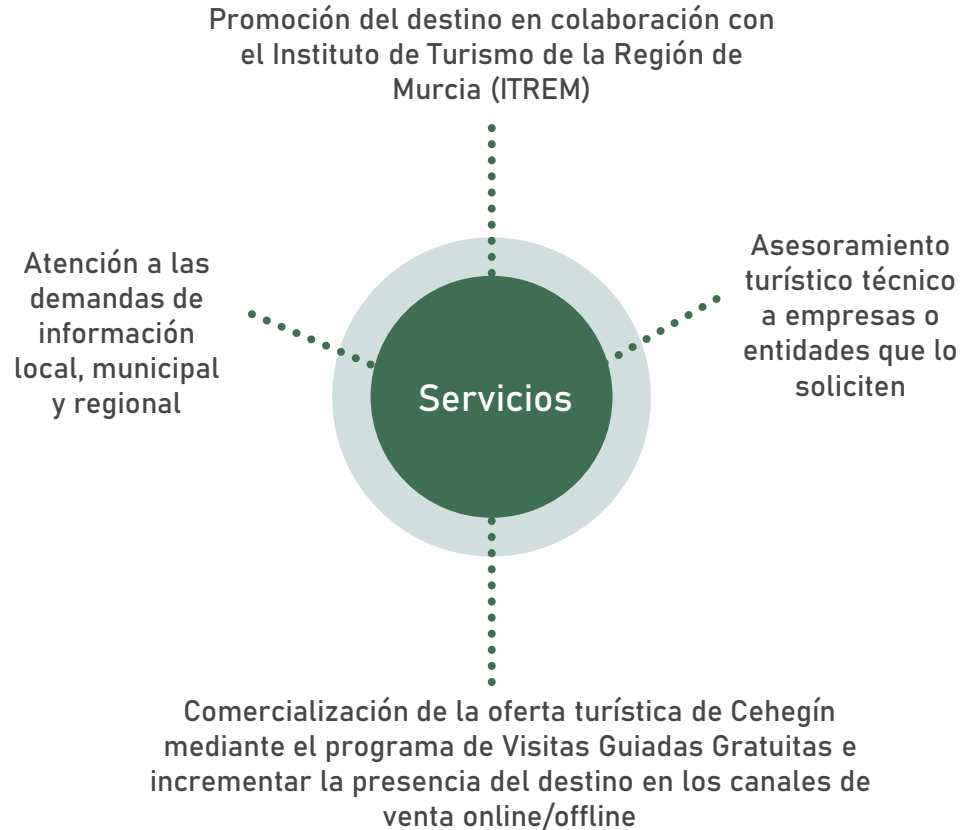 Promoción del destino en colaboración con
el Instituto de Turismo de la Región de
Murcia (ITREM)
Atención a las
demandas de
información
local, municipal
y regional
Servicios
Asesoramiento
turístico técnico
a empresas o
entidades que lo
soliciten
Comercialización de la oferta turística de Cehegín
mediante el programa de Visitas Guiadas Gratuitas e
incrementar la presencia del destino en los canales de
venta online/offline